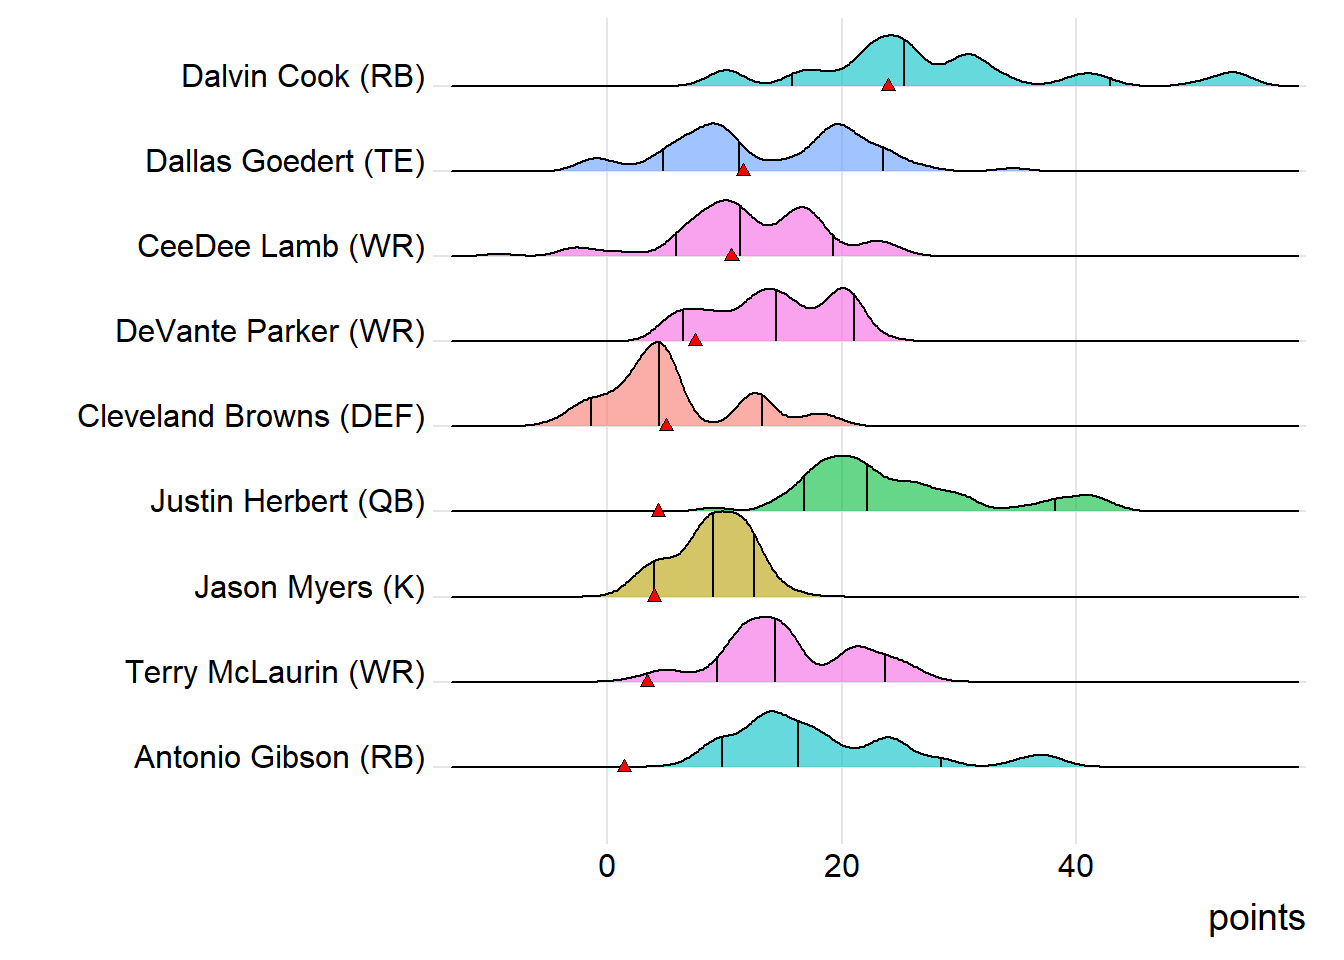 Dalvin Cook (RB)
Dallas Goedert (TE)
CeeDee Lamb (WR)
DeVante Parker (WR)
Cleveland Browns (DEF)
Justin Herbert (QB)
Jason Myers (K)
Terry McLaurin (WR)
Antonio Gibson (RB)
0 20 40
points